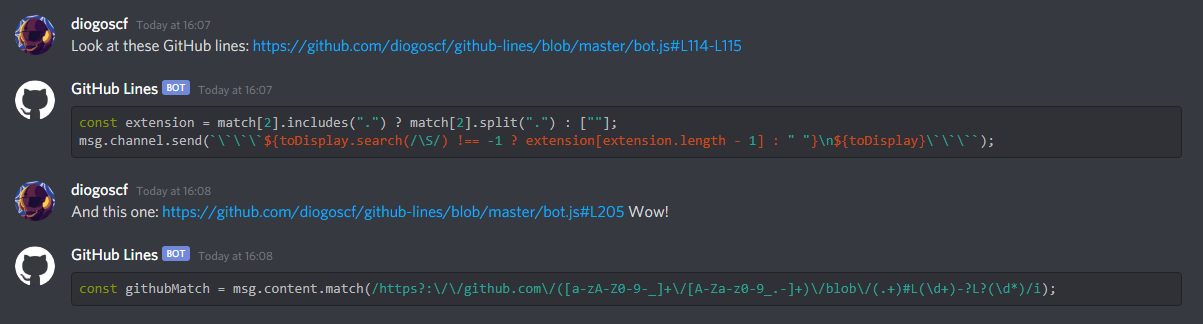 diogoscf Today at 16:07
Look at these GitHub lines: https://github.com/diogoscf/github-lines/blob/master/bot.js#L114-L115
GitHub Lines BOT Today at 16:07
const extension = match[2].includes(".") ? match[2].split(".") : [""];
msg.channel.send(`\`\`\`${toDisplay.search(/\S/) !== -1 ? extension[extension.length - 1] : " "}\n${toDisplay}\`\`\``);
diogoscf Today at 16:08
And this one: https://github.com/diogoscf/github-lines/blob/master/bot.js#L205 Wow!
GitHub Lines BOT Today at 16:08
const githubMatch = msg.content.match(/https?:\/\/github.com\/([a-zA-Z0-9-_]+\/[A-Za-z0-9_.-]+)\/blob\/(.+)#L(\d+)-?L?(\d*)/i);